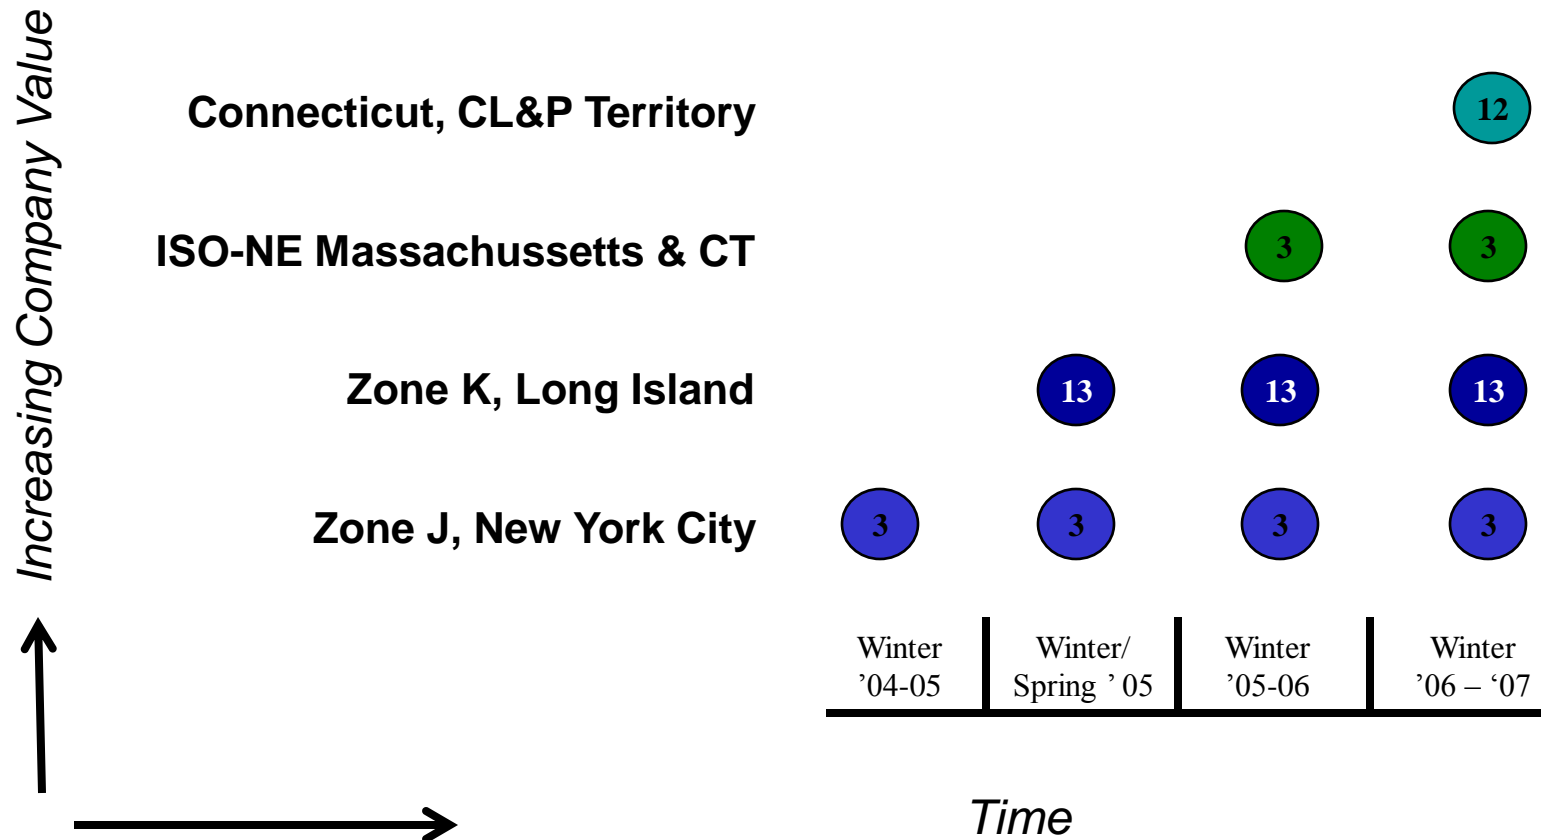 Increasing Company Value
Connecticut, CL&P Territory
12
ISO-NE Massachussetts & CT
3 3
Zone K, Long Island
13 13 13
Zone J, New York City
3 3 3 3
Winter Winter/ Winter Winter
’04-05 Spring ’ 05 ’05-06 ’06 – ‘07
Time